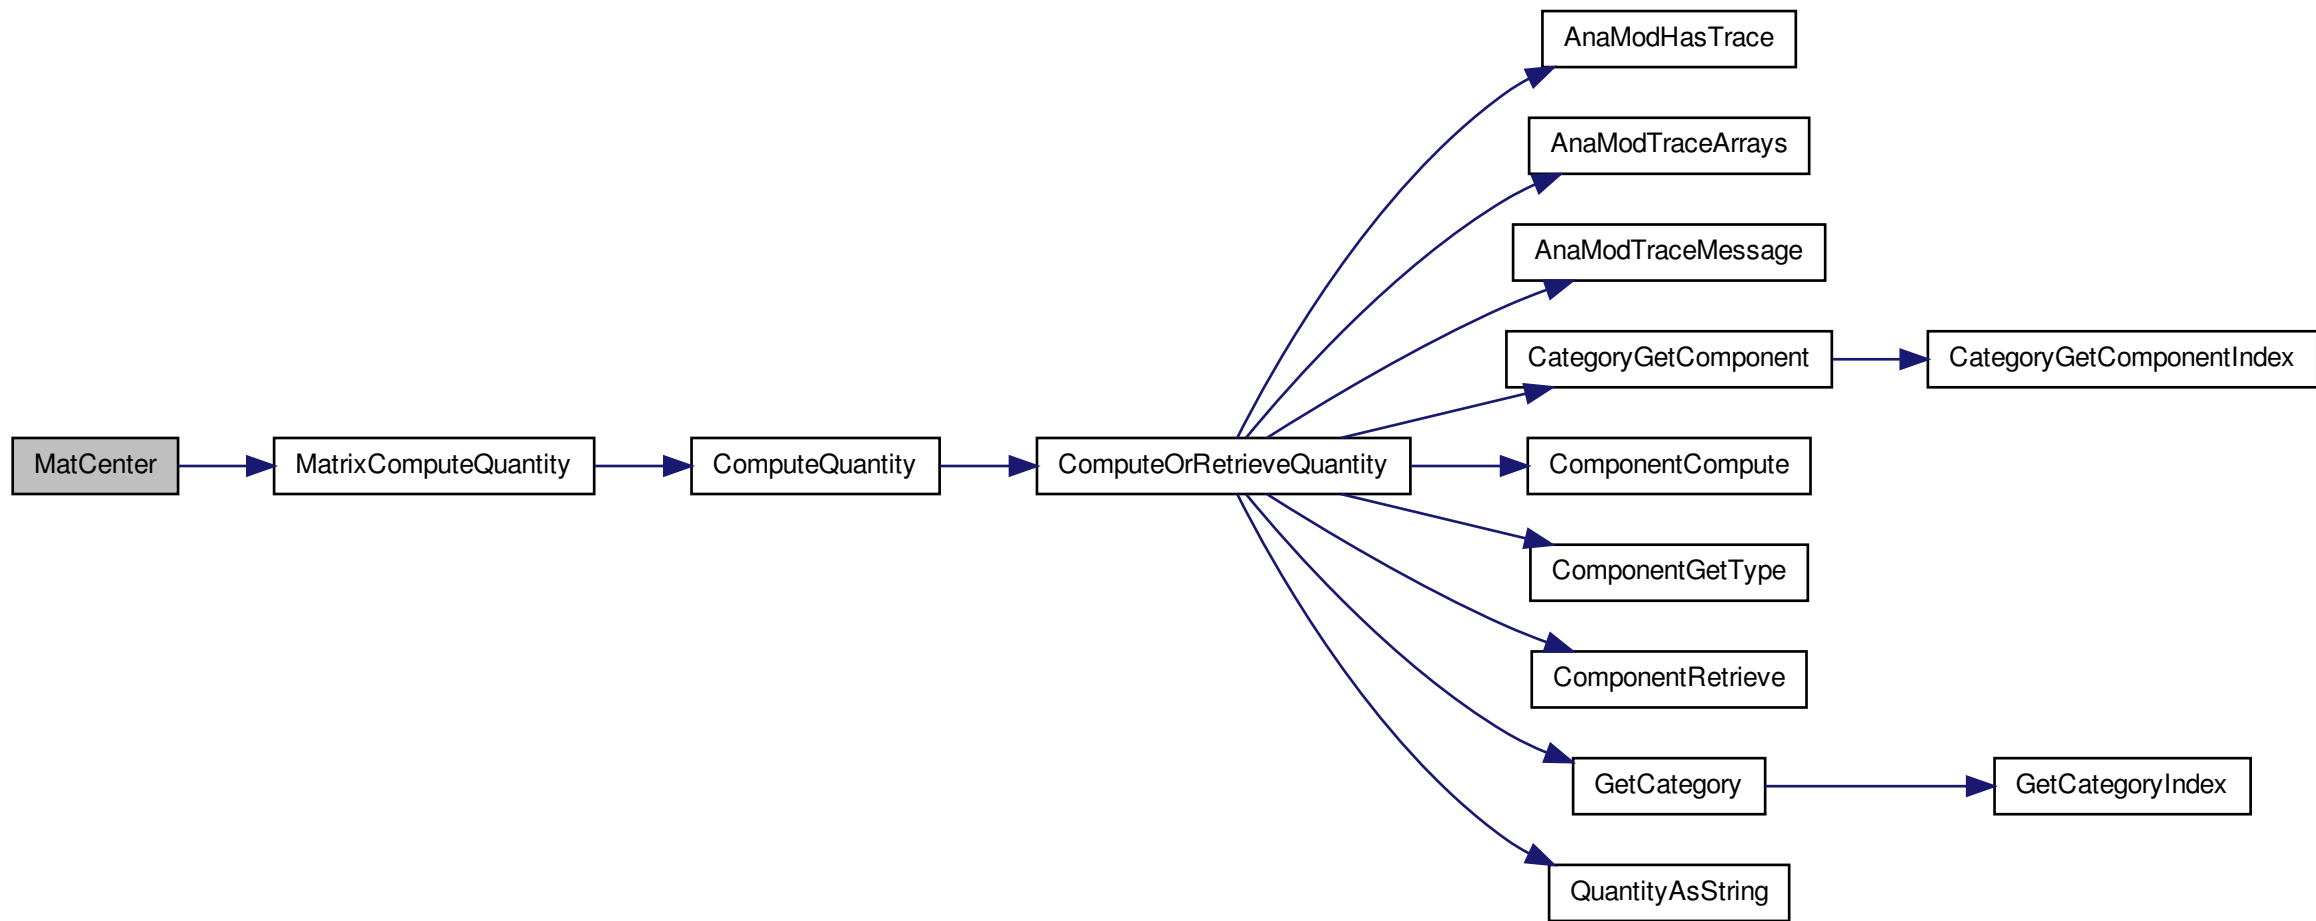 AnaModHasTrace
AnaModTraceArrays
AnaModTraceMessage
CategoryGetComponent
CategoryGetComponentIndex
MatCenter
MatrixComputeQuantity
ComputeQuantity
ComputeOrRetrieveQuantity
ComponentCompute
ComponentGetType
ComponentRetrieve
GetCategory
GetCategoryIndex
QuantityAsString